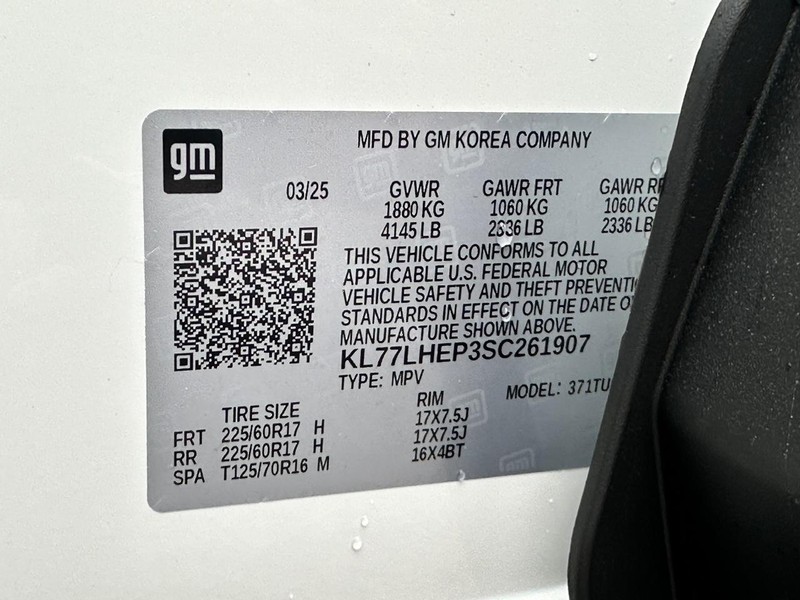 gm
MFD BY GM KOREA COMPANY
03/25 GVWR GAWR FRT GAWR RR
1880 KG 1060 KG 1060 KG
4145 LB 2336 LB 2336 LB
THIS VEHICLE CONFORMS TO ALL
APPLICABLE U.S. FEDERAL MOTOR
VEHICLE SAFETY AND THEFT PREVENTI
STANDARDS IN EFFECT ON THE DATE O
MANUFACTURE SHOWN ABOVE.
KL77LHEP3SC261907
TYPE: MPV MODEL: 371TU
TIRE SIZE RIM
FRT 225/60R17 H 17X7.5J
RR 225/60R17 H 17X7.5J
SPA T125/70R16 M 16X4BT